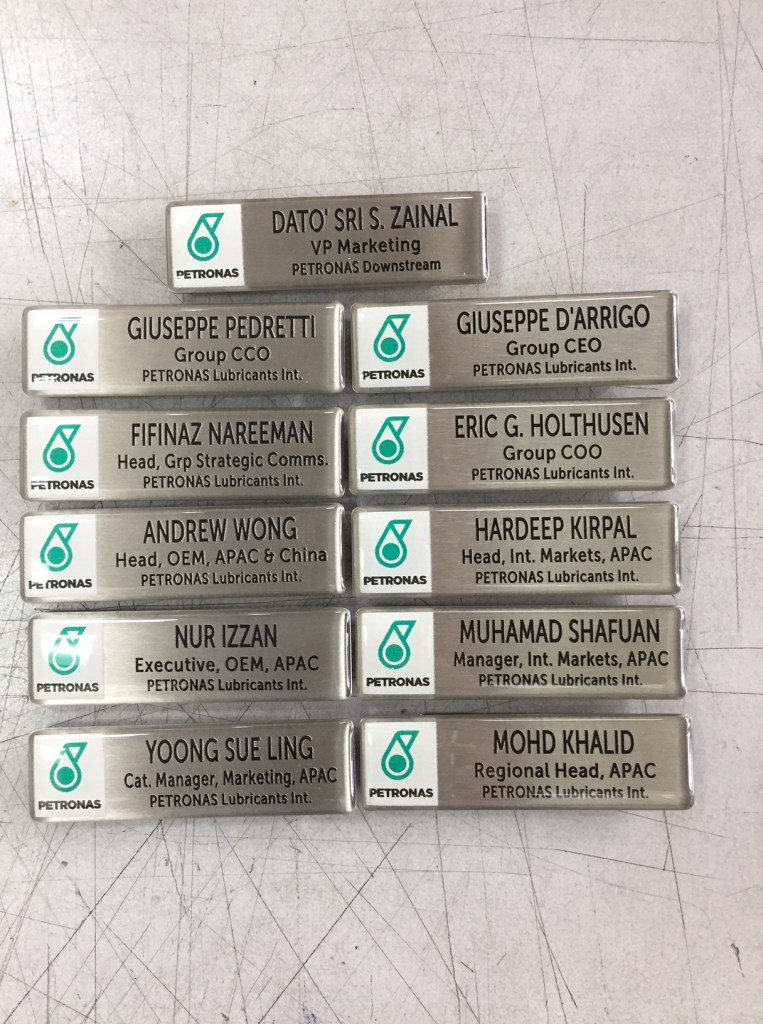 DATO' SRI S. ZAINAL
VP Marketing
PETRONAS Downstream
PETRONAS
GIUSEPPE PEDRETTI
Group CCO
PETRONAS Lubricants Int.
PETRONAS
GIUSEPPE D'ARRIGO
Group CEO
PETRONAS Lubricants Int.
PETRONAS
FIFINAZ NAREEMAN
Head, Grp Strategic Comms.
PETRONAS Lubricants Int.
PETRONAS
ERIC G. HOLTHUSEN
Group COO
PETRONAS Lubricants Int.
PETRONAS
ANDREW WONG
Head, OEM, APAC & China
PETRONAS Lubricants Int.
PETRONAS
HARDEEP KIRPAL
Head, Int. Markets, APAC
PETRONAS Lubricants Int.
PETRONAS
NUR IZZAN
Executive, OEM, APAC
PETRONAS Lubricants Int.
PETRONAS
MUHAMAD SHAFUAN
Manager, Int. Markets, APAC
PETRONAS Lubricants Int.
PETRONAS
YOONG SUE LING
Cat. Manager, Marketing, APAC
PETRONAS Lubricants Int.
PETRONAS
MOHD KHALID
Regional Head, APAC
PETRONAS Lubricants Int.
PETRONAS